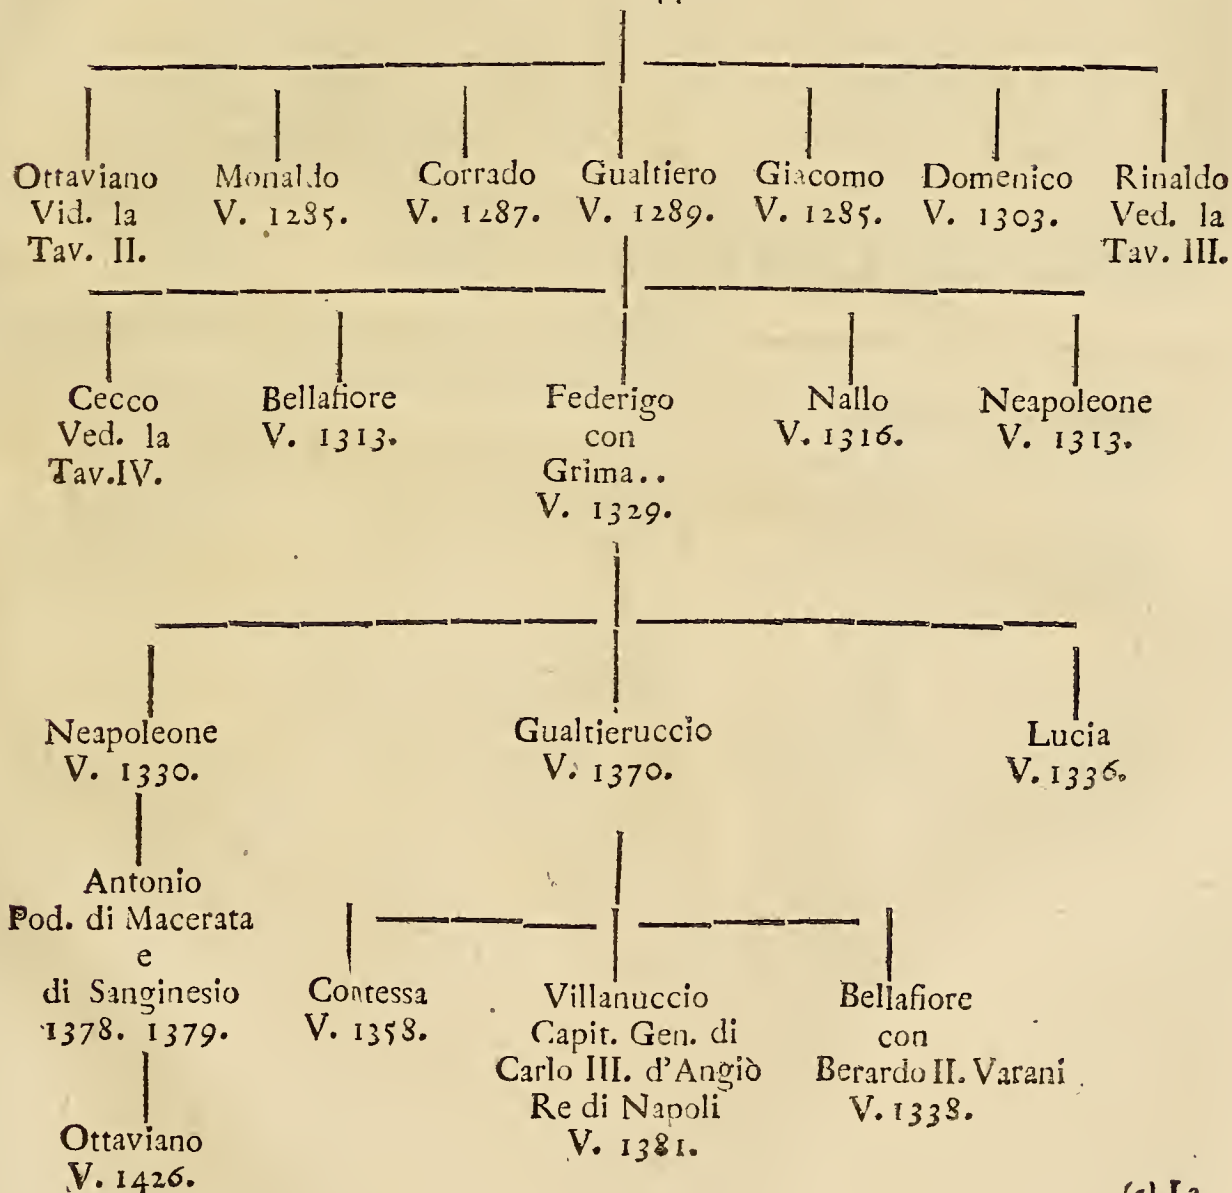 Ottaviano Monaldo Corrado Gualtiero Giacomo Domenico Rinaldo
Vid. la V. 1285. V. 1287. V. 1289. V. 1285. V. 1303. Ved. la
Tav. II. Tav. III.
Cecco Bellafiore Federigo Nallo Neapoleone
Ved. la V. 1313. con V. 1316. V. 1313.
Tav. IV. Grima..
V. 1329.
Neapoleone Gualtieruccio Lucia
V. 1330. V. 1370. V. 1336.
Antonio
Pod. di Macerata
e
di Sanginesio Contessa Villanuccio Bellafiore
1378. 1379. V. 1358. Capit. Gen. di con
Carlo III. d'Angiò Berardo II. Varani
Re di Napoli V. 1338.
Ottaviano V. 1381.
V. 1426.